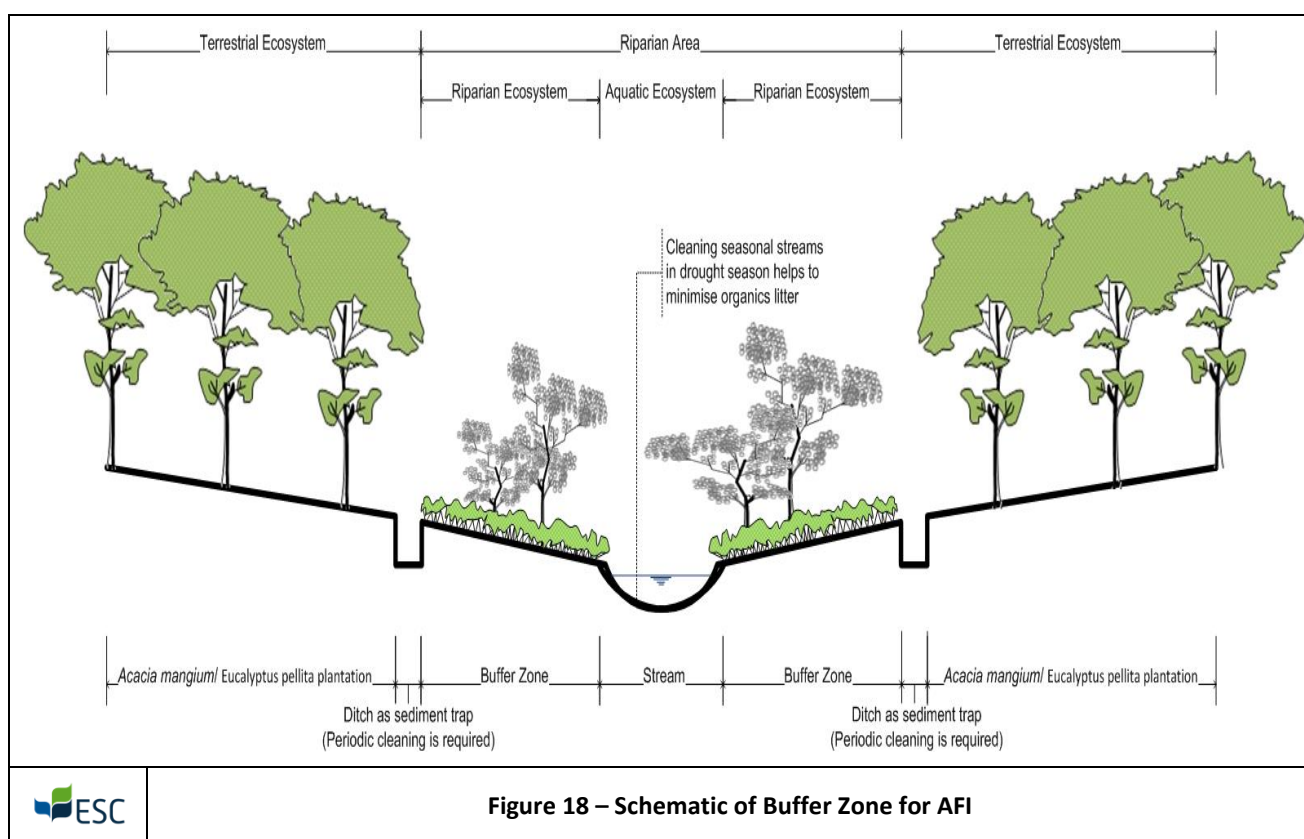 Terrestrial Ecosystem
Riparian Area
Terrestrial Ecosystem
Riparian Ecosystem
Aquatic Ecosystem
Riparian Ecosystem
Cleaning seasonal streams
in drought season helps to
minimise organics litter
Acacia mangium/ Eucalyptus pellita plantation
Buffer Zone
Stream
Buffer Zone
Acacia mangium/ Eucalyptus pellita plantation
Ditch as sediment trap
(Periodic cleaning is required)
Ditch as sediment trap
(Periodic cleaning is required)
ESC
Figure 18 – Schematic of Buffer Zone for AFI